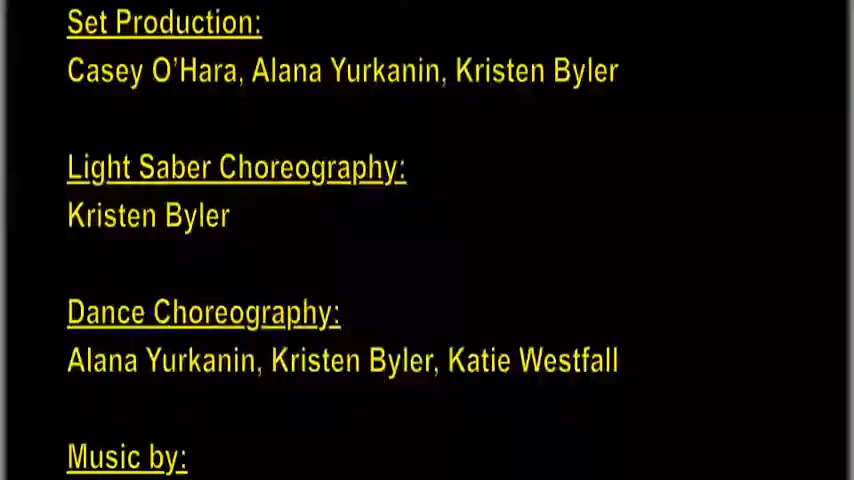 Set Production:
Casey O’Hara, Alana Yurkanin, Kristen Byler
Light Saber Choreography:
Kristen Byler
Dance Choreography:
Alana Yurkanin, Kristen Byler, Katie Westfall
Music by: